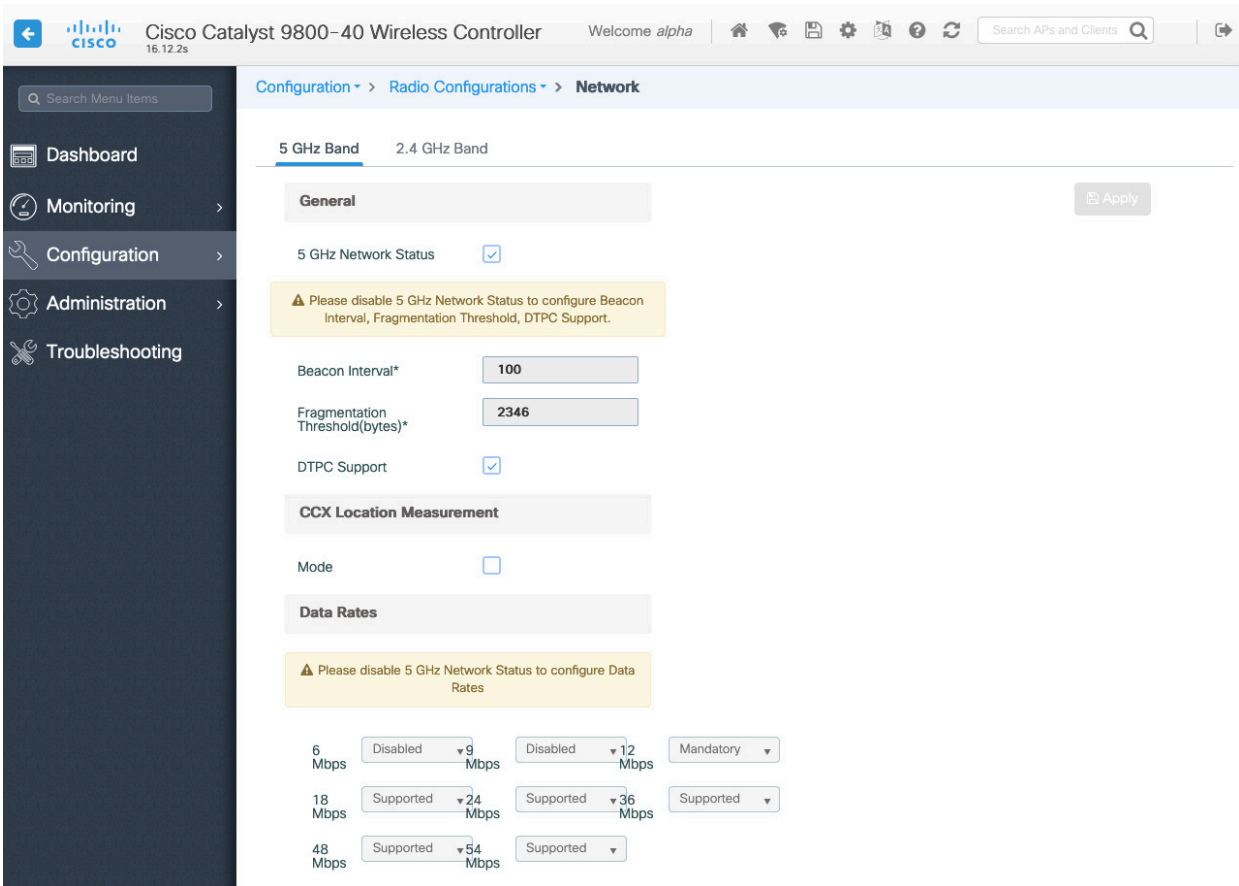 CISCO
Cisco Catalyst 9800-40 Wireless Controller
16.12.2s
Welcome alpha
Search APs and Clients
Search Menu Items
Dashboard
Monitoring
Configuration
Administration
Troubleshooting
Configuration > Radio Configurations > Network
5 GHz Band 2.4 GHz Band
General
Apply
5 GHz Network Status
Please disable 5 GHz Network Status to configure Beacon
Interval, Fragmentation Threshold, DTPC Support.
Beacon Interval* 100
Fragmentation
Threshold(bytes)* 2346
DTPC Support
CCX Location Measurement
Mode
Data Rates
Please disable 5 GHz Network Status to configure Data
Rates
6 Mbps Disabled 9 Mbps Disabled 12 Mbps Mandatory
18 Mbps Supported 24 Mbps Supported 36 Mbps Supported
48 Mbps Supported 54 Mbps Supported